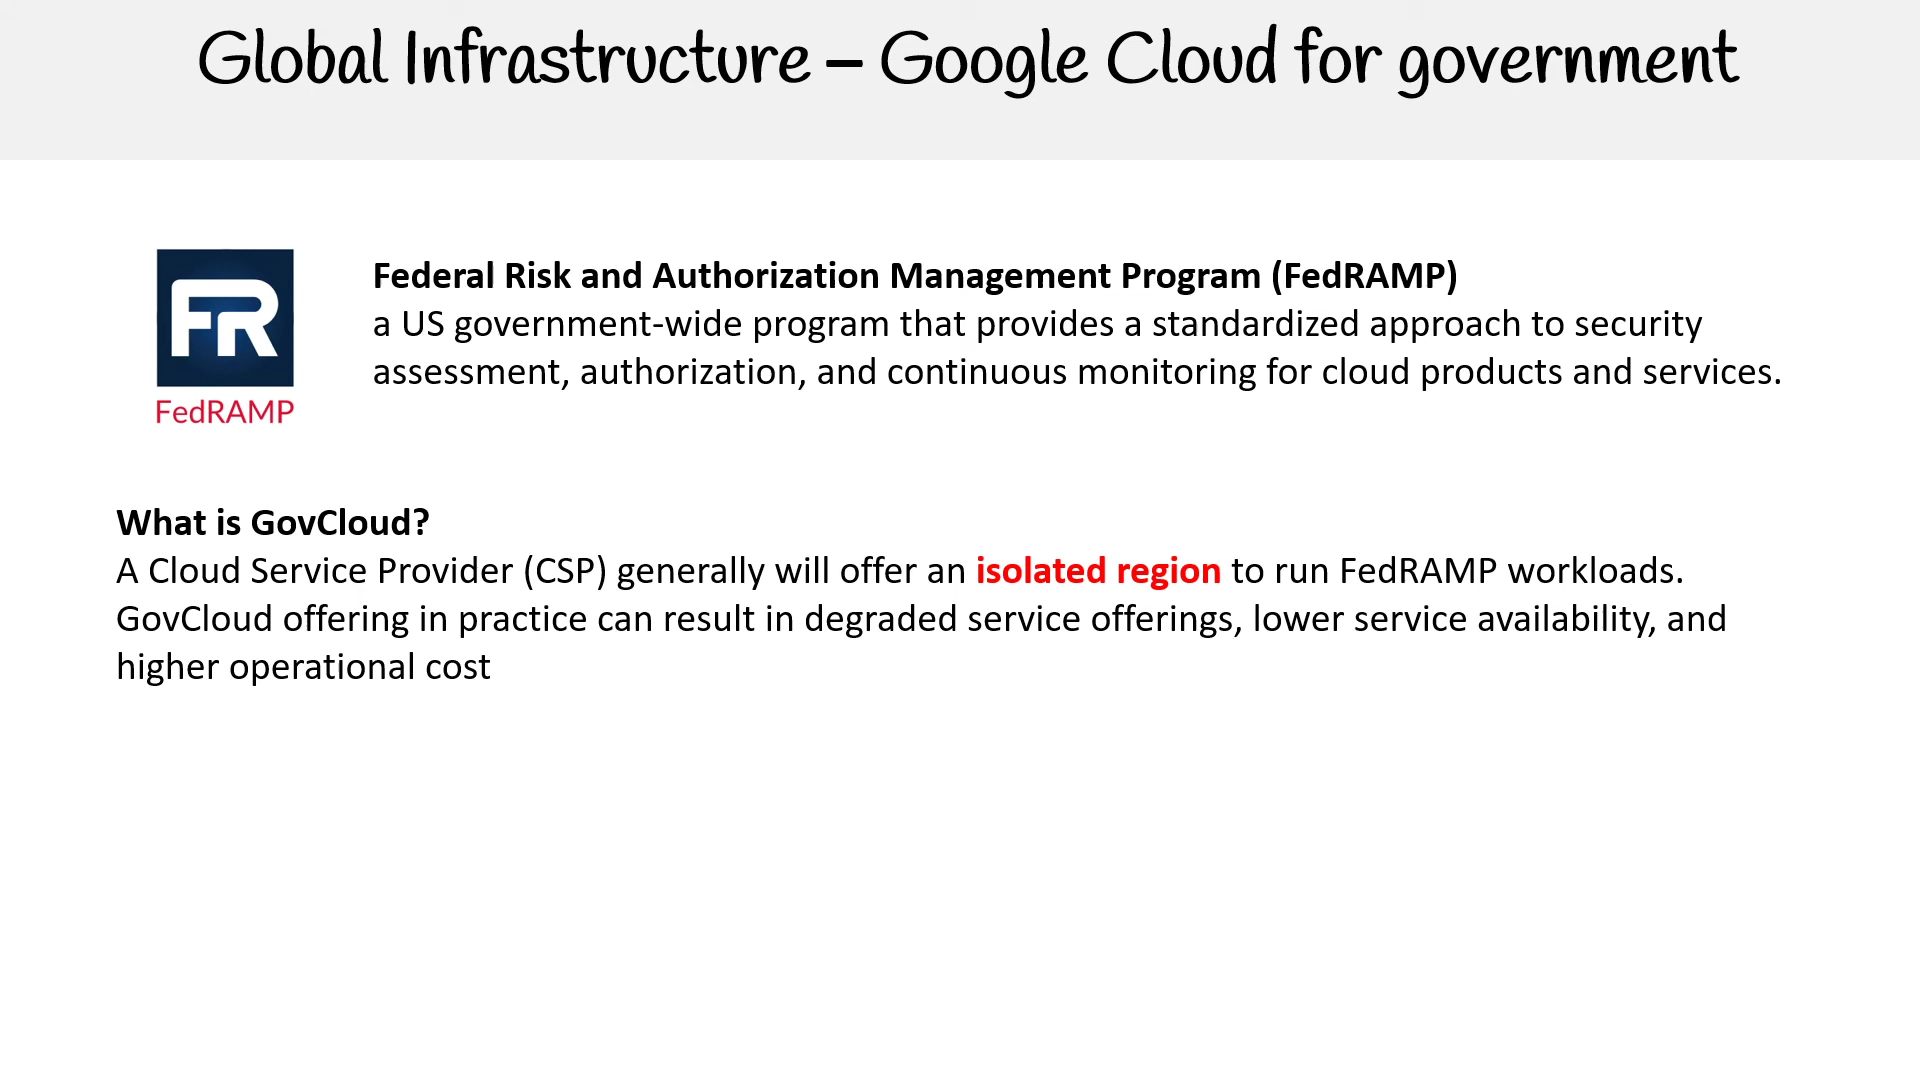 Global Infrastructure – Google Cloud for government
FR
FedRAMP
Federal Risk and Authorization Management Program (FedRAMP)
a US government-wide program that provides a standardized approach to security
assessment, authorization, and continuous monitoring for cloud products and services.
What is GovCloud?
A Cloud Service Provider (CSP) generally will offer an isolated region to run FedRAMP workloads.
GovCloud offering in practice can result in degraded service offerings, lower service availability, and
higher operational cost